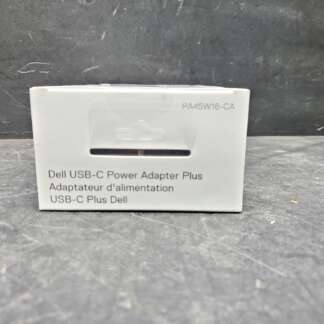 PA45W16-CA
Dell USB-C Power Adapter Plus
Adaptateur d'alimentation
USB-C Plus Dell